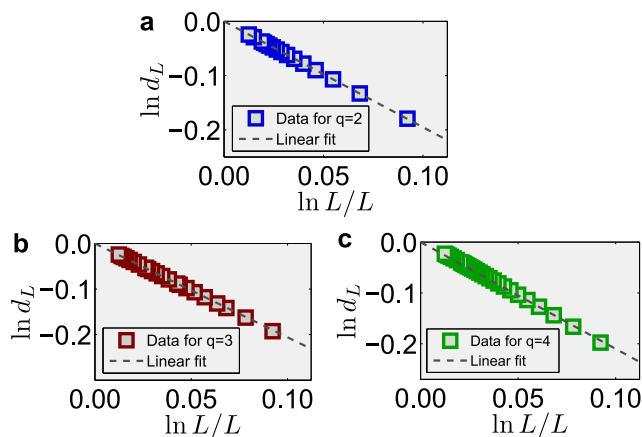 a
0.0
−0.1
−0.2
ln d_L
Data for q=2
Linear fit
0.00 0.05 0.10
ln L/L
b
0.0
−0.1
−0.2
ln d_L
Data for q=3
Linear fit
0.00 0.05 0.10
ln L/L
c
0.0
−0.1
−0.2
ln d_L
Data for q=4
Linear fit
0.00 0.05 0.10
ln L/L